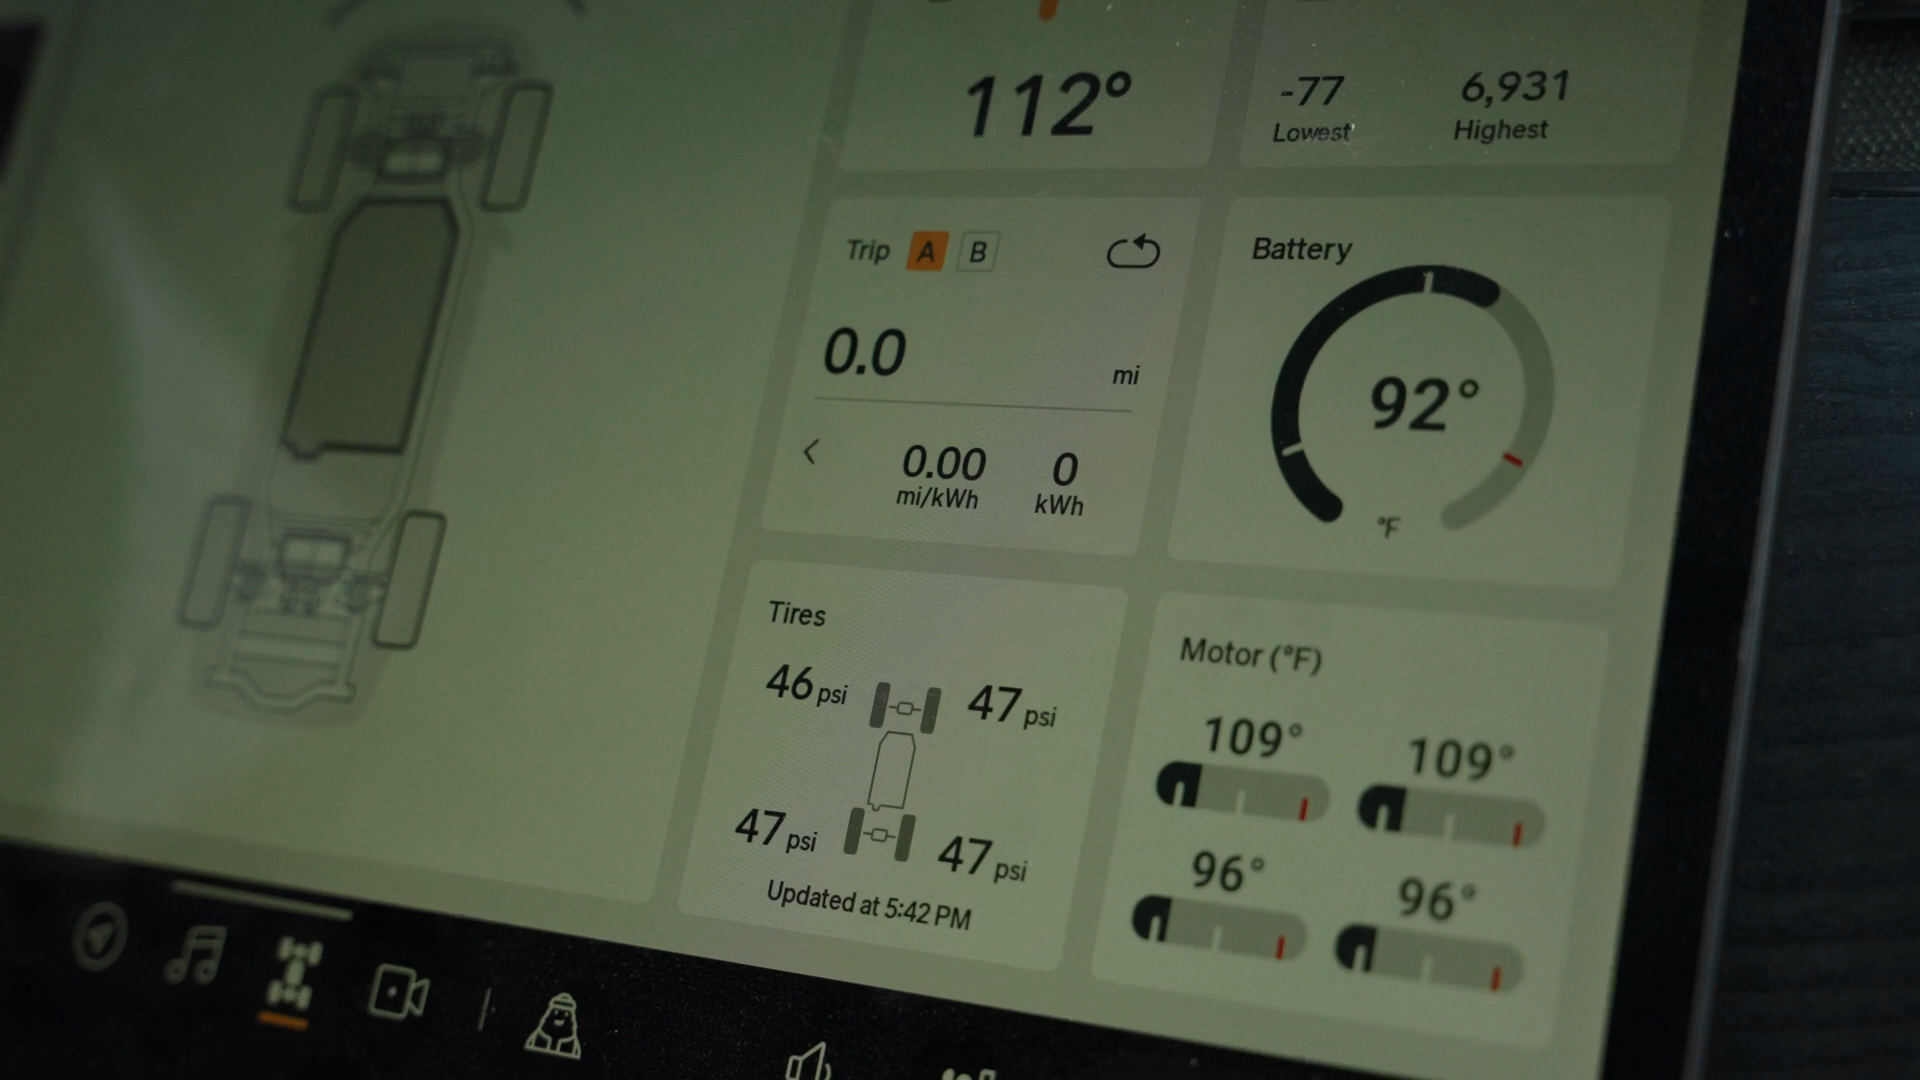 112°
-77
Lowest
6,931
Highest
Trip A B
0.0 mi
0.00
mi/kWh
0
kWh
Battery
92°
°F
Tires
46 psi
47 psi
47 psi
47 psi
Updated at 5:42 PM
Motor (°F)
109°
109°
96°
96°